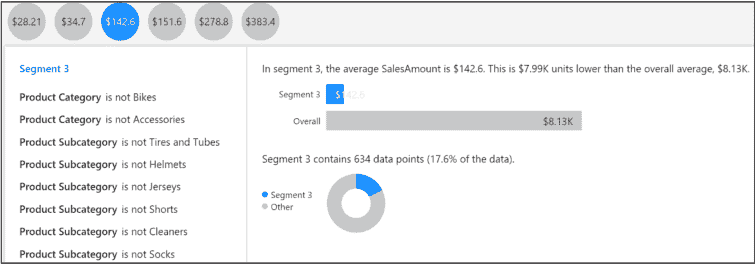 $28.21 $34.7 $142.6 $151.6 $278.8 $383.4
Segment 3
Product Category is not Bikes
Product Category is not Accessories
Product Subcategory is not Tires and Tubes
Product Subcategory is not Helmets
Product Subcategory is not Jerseys
Product Subcategory is not Shorts
Product Subcategory is not Cleaners
Product Subcategory is not Socks
In segment 3, the average SalesAmount is $142.6. This is $7.99K units lower than the overall average, $8.13K.
Segment 3 $142.6
Overall $8.13K
Segment 3 contains 634 data points (17.6% of the data).
Segment 3
Other